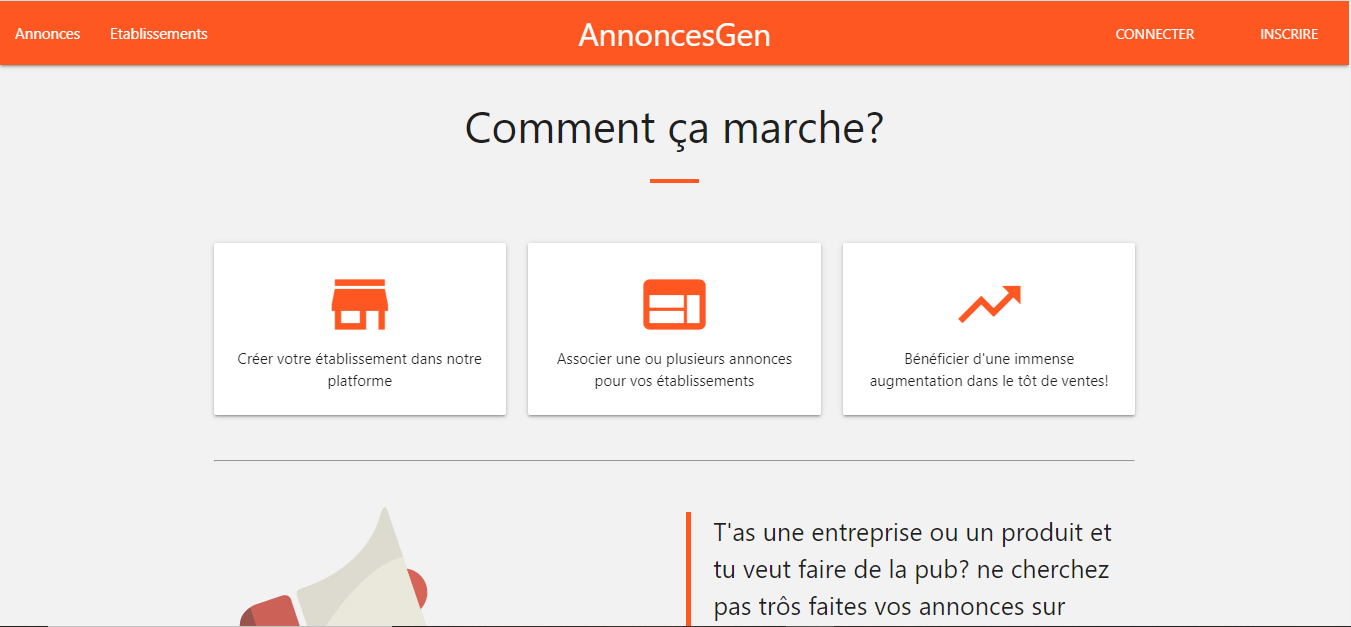 Annonces
Etablissements
AnnoncesGen
CONNECTER
INSCRIRE
Comment ça marche?
Créer votre établissement dans notre
platforme
Associer une ou plusieurs annonces
pour vos établissements
Bénéficier d'une immense
augmentation dans le tôt de ventes!
T'as une entreprise ou un produit et
tu veut faire de la pub? ne cherchez
pas trôs faites vos annonces sur